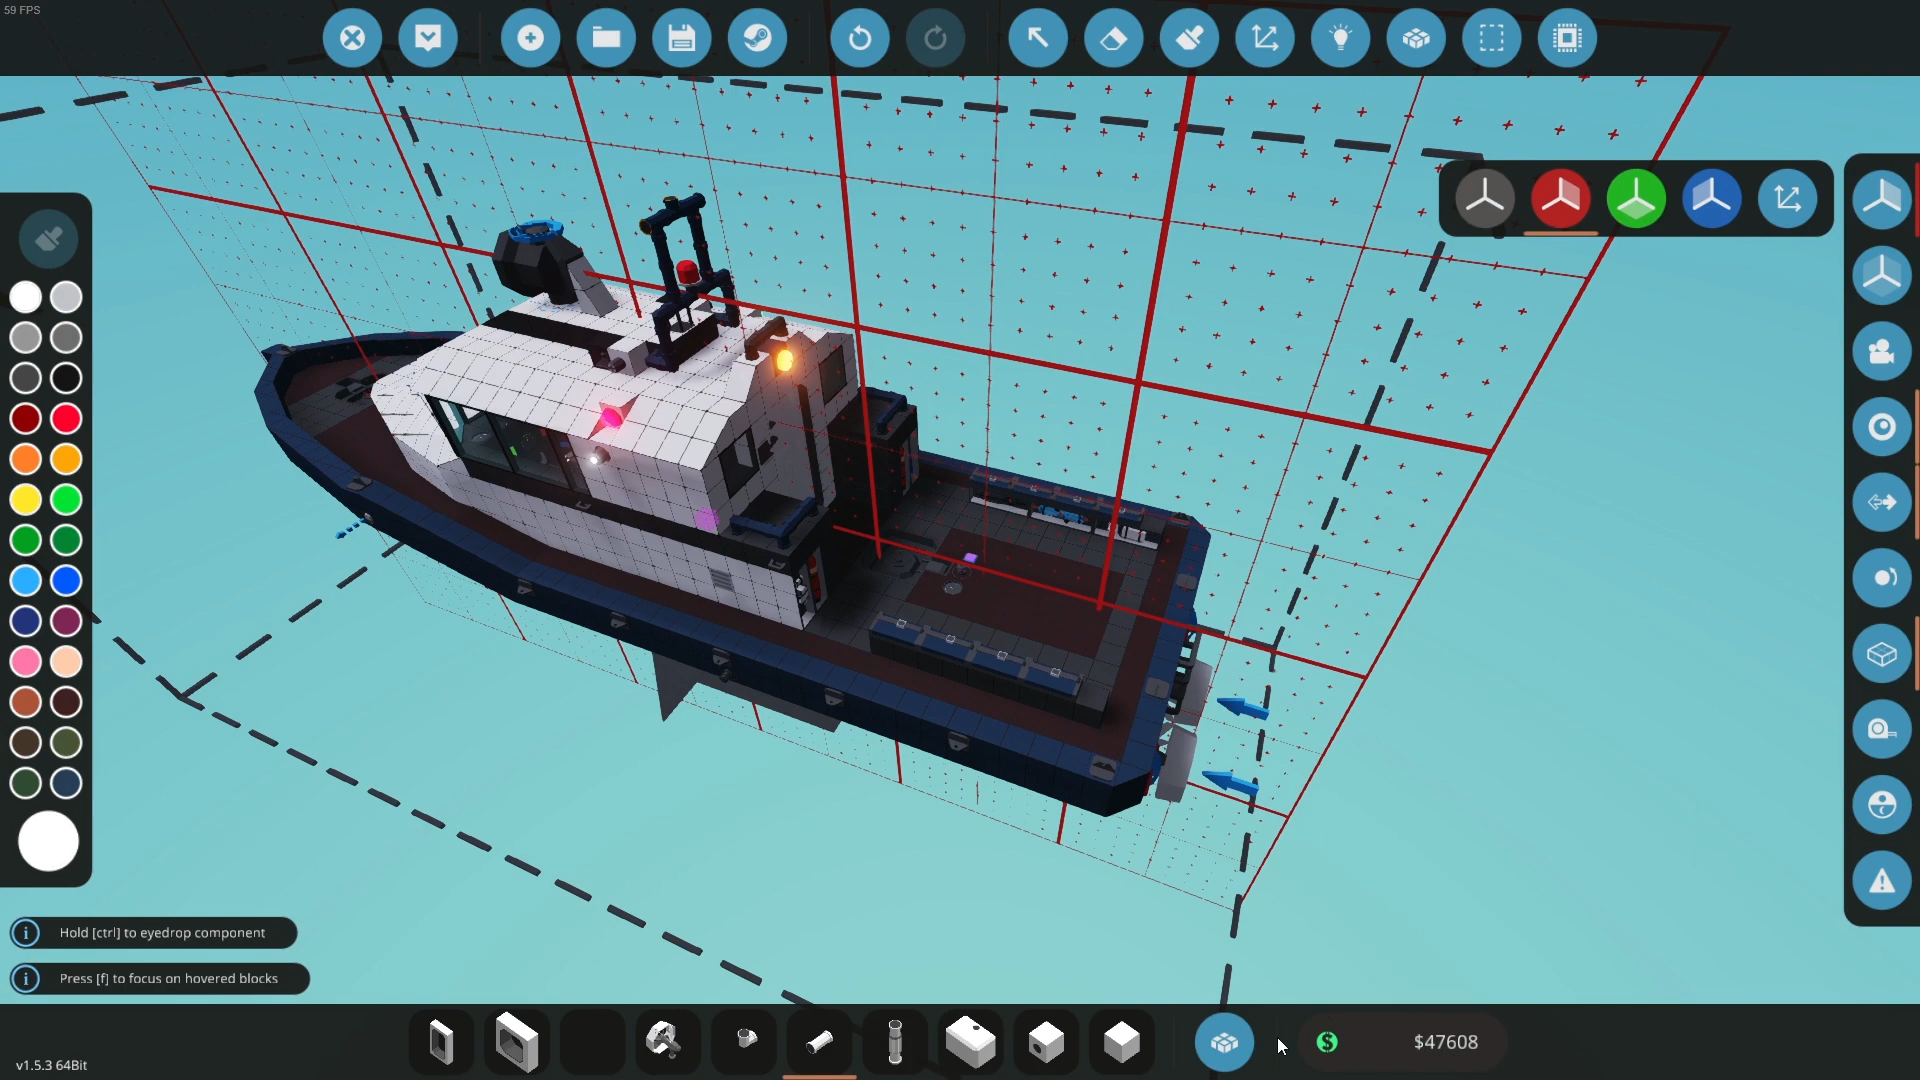 59 FPS
Hold [ctrl] to eyedrop component
Press [f] to focus on hovered blocks
v1.5.3 64Bit
$47608